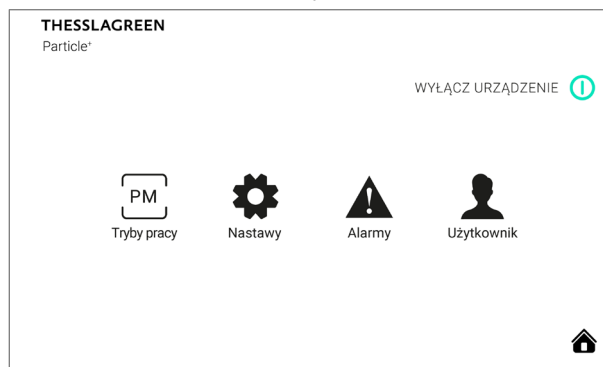 THESSLAGREEN
Particle⁺
WYŁĄCZ URZĄDZENIE
PM
Tryby pracy
Nastawy
Alarmy
Użytkownik